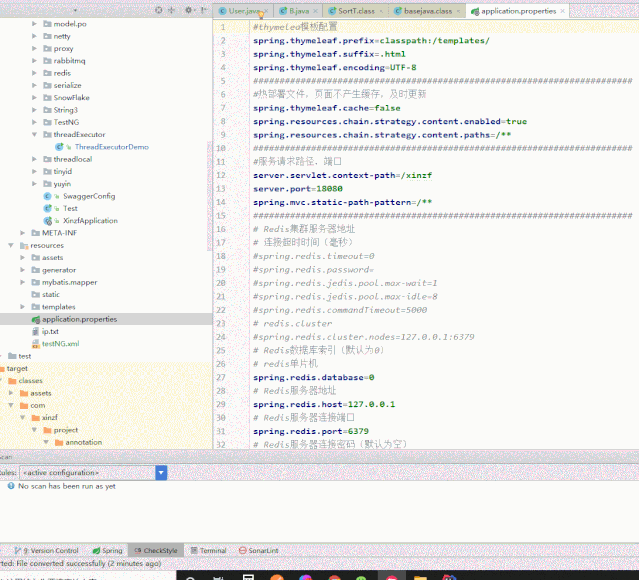 User.java
B.java
SortT.class
basejava.class
application.properties
model.po
netty
proxy
rabbitmq
redis
serialize
SnowFlake
String3
TestNG
threadExecutor
ThreadExecutorDemo
threadlocal
tinyid
yuyin
SwaggerConfig
Test
XinzfApplication
META-INF
resources
assets
generator
mybatis.mapper
static
templates
application.properties
ip.txt
testNG.xml
test
target
classes
assets
com
xinzf
project
annotation
1 #thymelea模板配置
2 spring.thymeleaf.prefix=classpath:/templates/
3 spring.thymeleaf.suffix=.html
4 spring.thymeleaf.encoding=UTF-8
5 ####################################################################
6 #热部署文件，页面不产生缓存，及时更新
7 spring.thymeleaf.cache=false
8 spring.resources.chain.strategy.content.enabled=true
9 spring.resources.chain.strategy.content.paths=/**
10 ####################################################################
11 #服务请求路径、端口
12 server.servlet.context-path=/xinzf
13 server.port=18080
14 spring.mvc.static-path-pattern=/**
15 ####################################################################
16 # Redis集群服务器地址
17 # 连接超时时间（毫秒）
18 #spring.redis.timeout=0
19 #spring.redis.password=
20 #spring.redis.jedis.pool.max-wait=1
21 #spring.redis.jedis.pool.max-idle=8
22 #spring.redis.commandTimeout=5000
23 # redis.cluster
24 #spring.redis.cluster.nodes=127.0.0.1:6379
25 # Redis数据库索引（默认为0）
26 # redis单片机
27 spring.redis.database=0
28 # Redis服务器地址
29 spring.redis.host=127.0.0.1
30 # Redis服务器连接端口
31 spring.redis.port=6379
32 # Redis服务器连接密码（默认为空）
can
Rules: <active configuration>
No scan has been run as yet
9: Version Control
Spring
CheckStyle
Terminal
SonarLint
rted: File converted successfully (2 minutes ago)